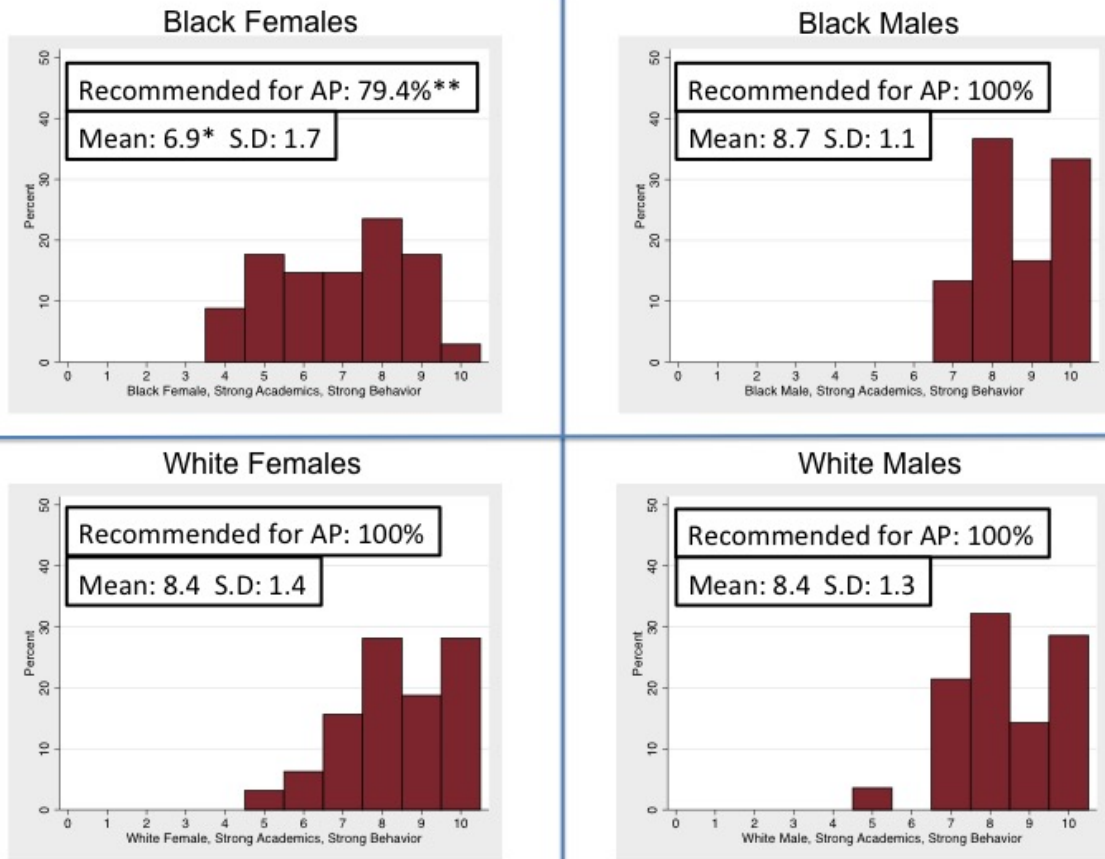 Black Females
50
Recommended for AP: 79.4%**
40
Mean: 6.9* S.D: 1.7
30
Percent
20
10
0
0 1 2 3 4 5 6 7 8 9 10
Black Female, Strong Academics, Strong Behavior
Black Males
50
Recommended for AP: 100%
40
Mean: 8.7 S.D: 1.1
30
Percent
20
10
0
0 1 2 3 4 5 6 7 8 9 10
Black Male, Strong Academics, Strong Behavior
White Females
50
Recommended for AP: 100%
40
Mean: 8.4 S.D: 1.4
30
Percent
20
10
0
0 1 2 3 4 5 6 7 8 9 10
White Female, Strong Academics, Strong Behavior
White Males
50
Recommended for AP: 100%
40
Mean: 8.4 S.D: 1.3
30
Percent
20
10
0
0 1 2 3 4 5 6 7 8 9 10
White Male, Strong Academics, Strong Behavior